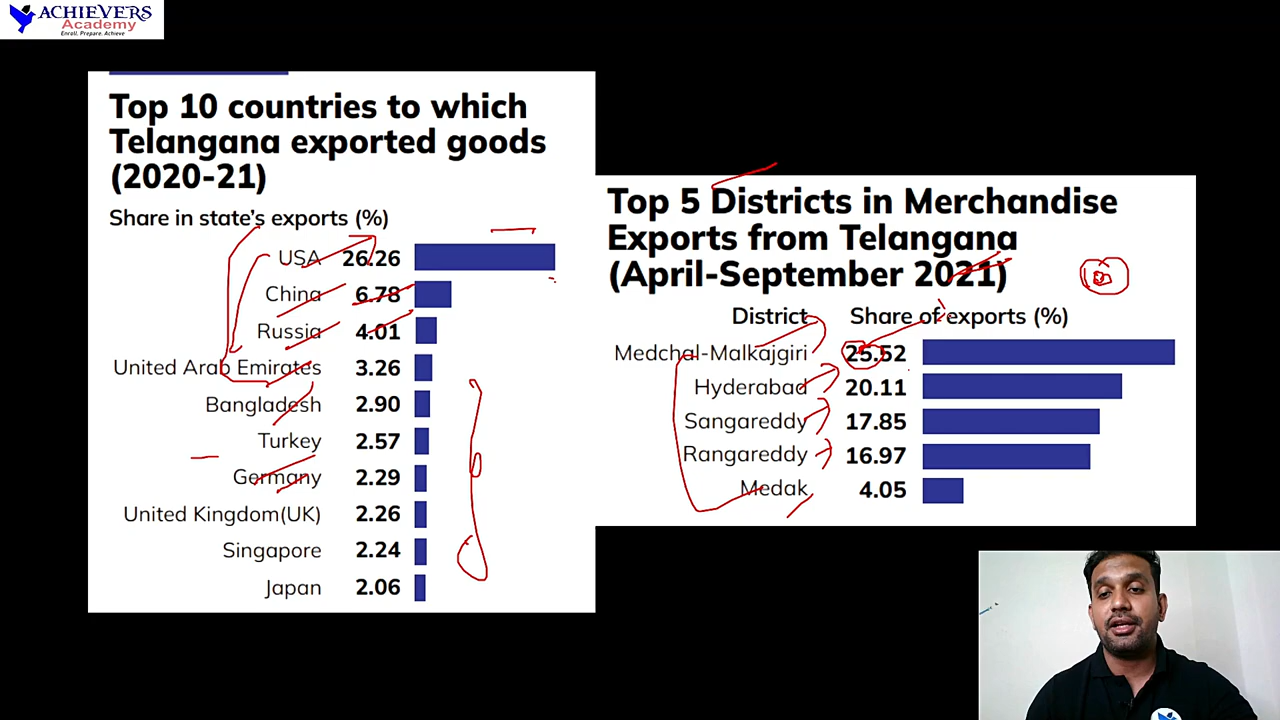 ACHIEVERS
Academy
Enroll. Prepare. Achieve
Top 10 countries to which
Telangana exported goods
(2020-21)
Share in state's exports (%)
USA 26.26
China 6.78
Russia 4.01
United Arab Emirates 3.26
Bangladesh 2.90
Turkey 2.57
Germany 2.29
United Kingdom(UK) 2.26
Singapore 2.24
Japan 2.06
Top 5 Districts in Merchandise
Exports from Telangana
(April-September 2021)
District Share of exports (%)
Medchal-Malkajgiri 25.52
Hyderabad 20.11
Sangareddy 17.85
Rangareddy 16.97
Medak 4.05